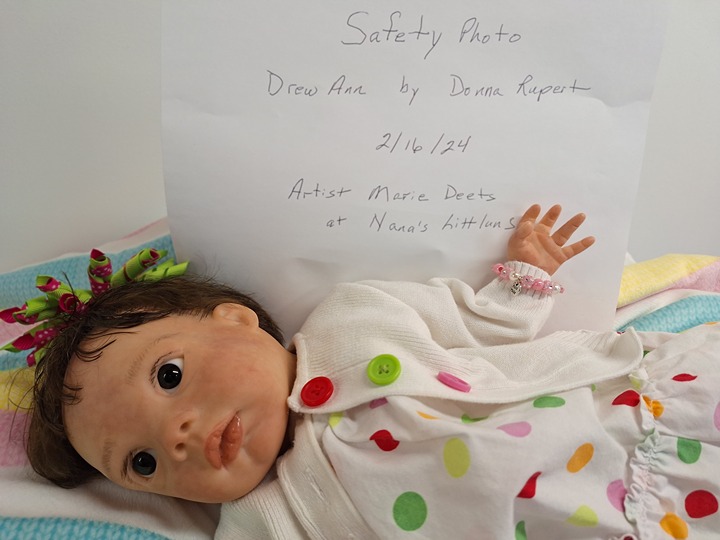 Safety Photo
Drew Ann by Donna Rupert
2/16/24
Artist Marie Deets
at Nana's Littluns